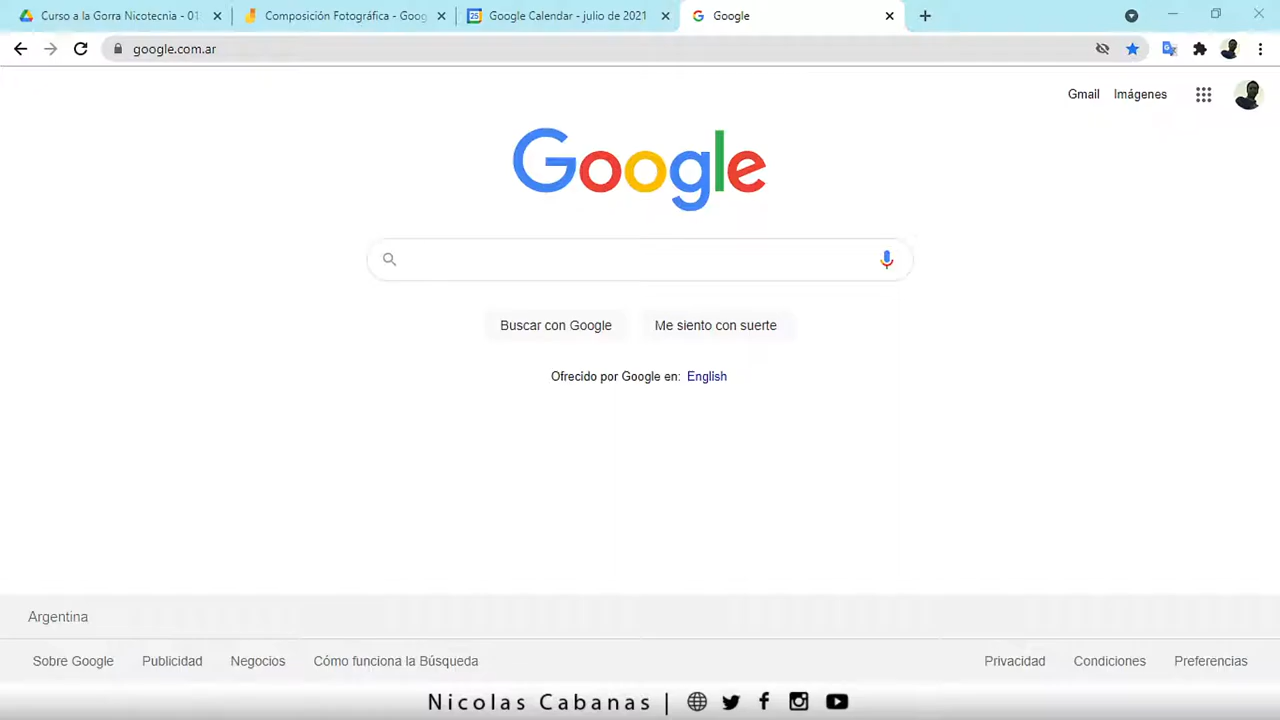 Curso a la Gorra Nicotecnia - 01
Composición Fotográfica - Goog
Google Calendar - julio de 2021
Google
google.com.ar
Gmail
Imágenes
Google
Buscar con Google
Me siento con suerte
Ofrecido por Google en: English
Argentina
Sobre Google
Publicidad
Negocios
Cómo funciona la Búsqueda
Privacidad
Condiciones
Preferencias
Nicolas Cabanas |